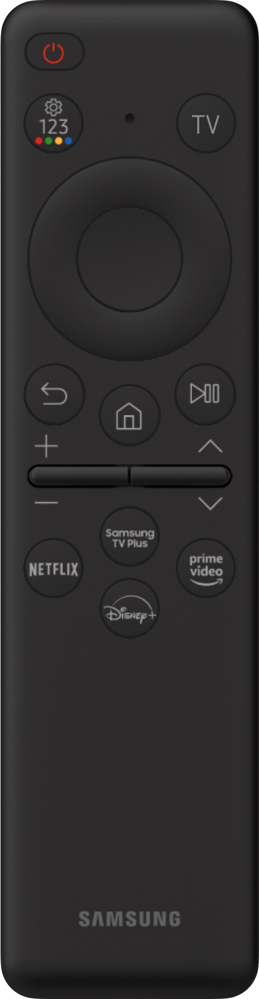 123
TV
Samsung
TV Plus
NETFLIX
prime
video
Disney+
SAMSUNG